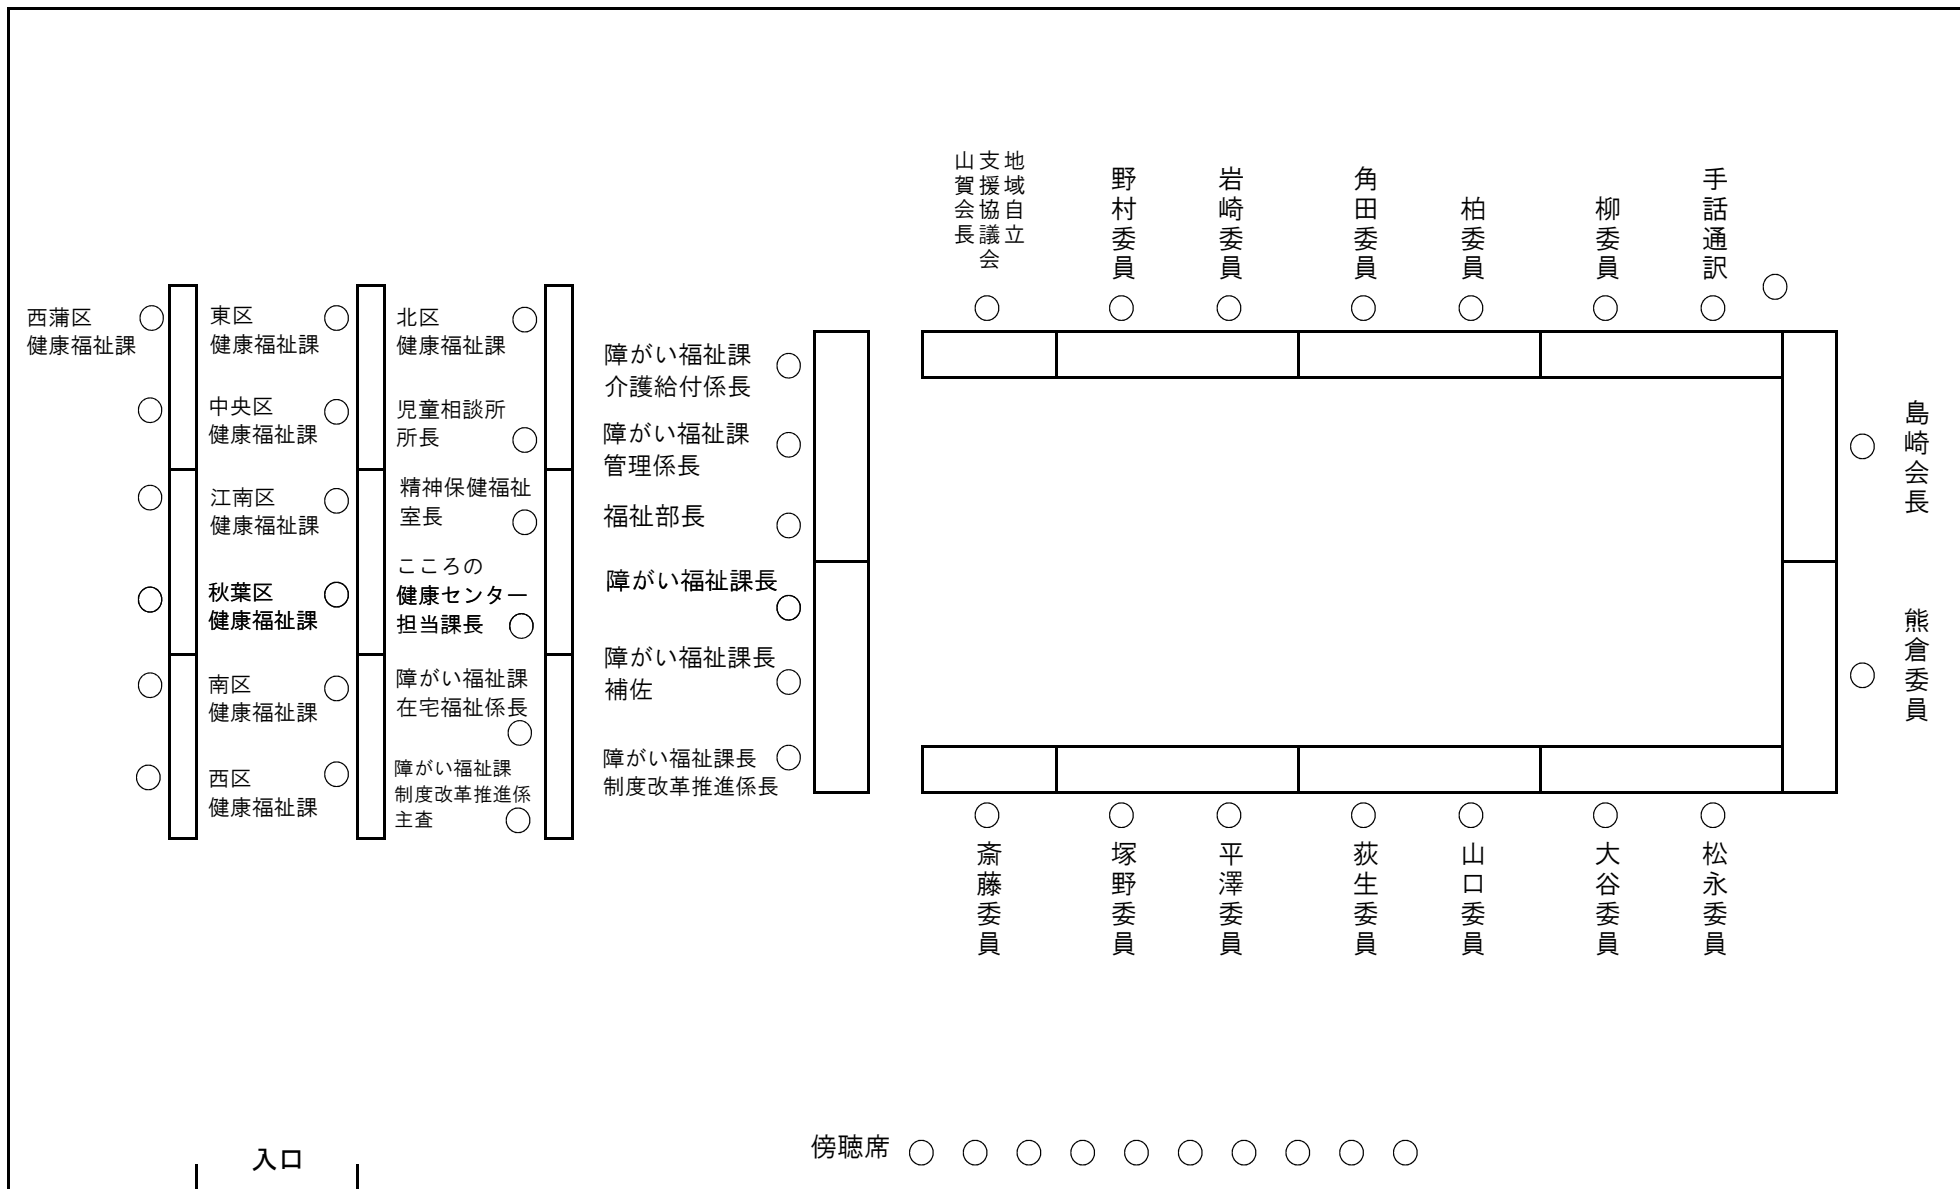 地域自立
支援協議会
山賀会長
野村委員
岩崎委員
角田委員
柏委員
柳委員
手話通訳
島崎会長
熊倉委員
西蒲区
健康福祉課
東区
健康福祉課
中央区
健康福祉課
江南区
健康福祉課
秋葉区
健康福祉課
南区
健康福祉課
西区
健康福祉課
北区
健康福祉課
児童相談所
所長
精神保健福祉
室長
こころの
健康センター
担当課長
障がい福祉課
在宅福祉係長
障がい福祉課
制度改革推進係
主査
障がい福祉課
介護給付係長
障がい福祉課
管理係長
福祉部長
障がい福祉課長
障がい福祉課長
補佐
障がい福祉課長
制度改革推進係長
斎藤委員
塚野委員
平澤委員
荻生委員
山口委員
大谷委員
松永委員
傍聴席
入口